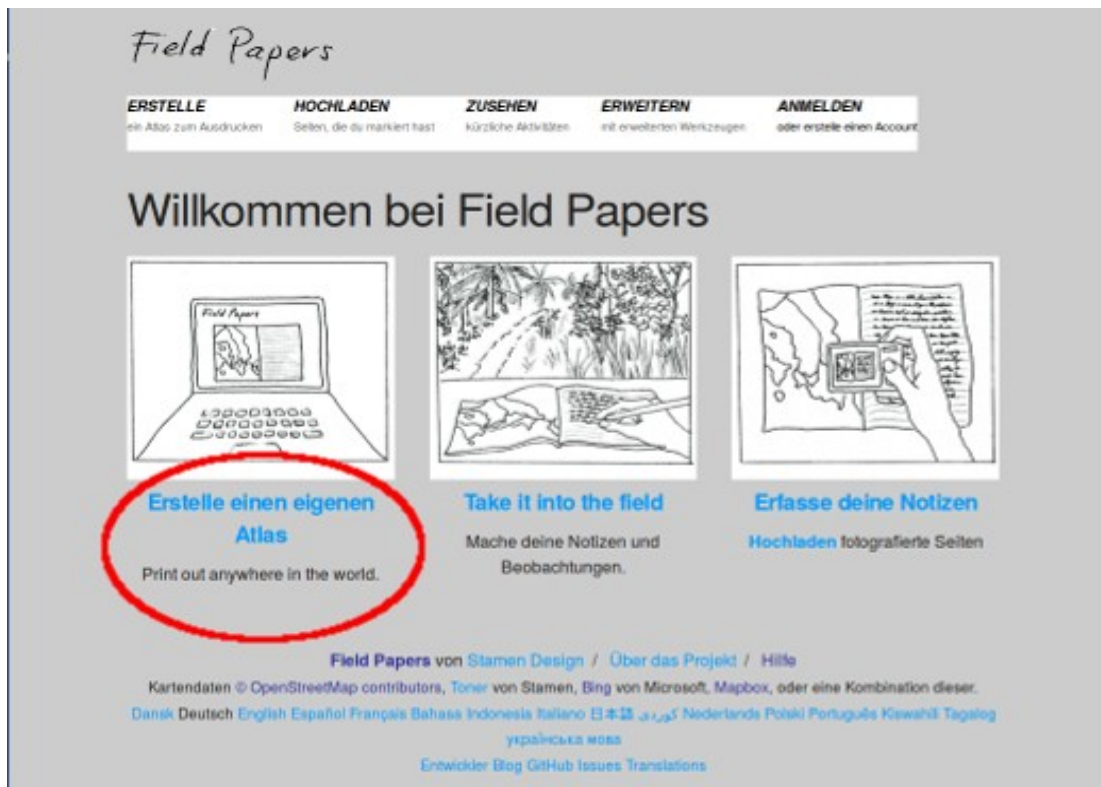 Field Papers
ERSTELLE HOCHLADEN ZUSEHEN ERWEITERN ANMELDEN
ein Atlas zum Ausdrucken Seiten, die du markiert hast kürzliche Aktivitäten mit erweiterten Werkzeugen oder erstelle einen Account
Willkommen bei Field Papers
Field Papers
Erstelle einen eigenen
Atlas
Print out anywhere in the world.
Take it into the field
Mache deine Notizen und
Beobachtungen.
Erfasse deine Notizen
Hochladen fotografierte Seiten
Field Papers von Stamen Design / Über das Projekt / Hilfe
Kartendaten © OpenStreetMap contributors, Toner von Stamen, Bing von Microsoft, Mapbox, oder eine Kombination dieser.
Dansk Deutsch English Español Français Bahasa Indonesia Italiano 日本語 كوردی Nederlands Polski Português Kiswahili Tagalog
українська мова
Entwickler Blog GitHub Issues Translations